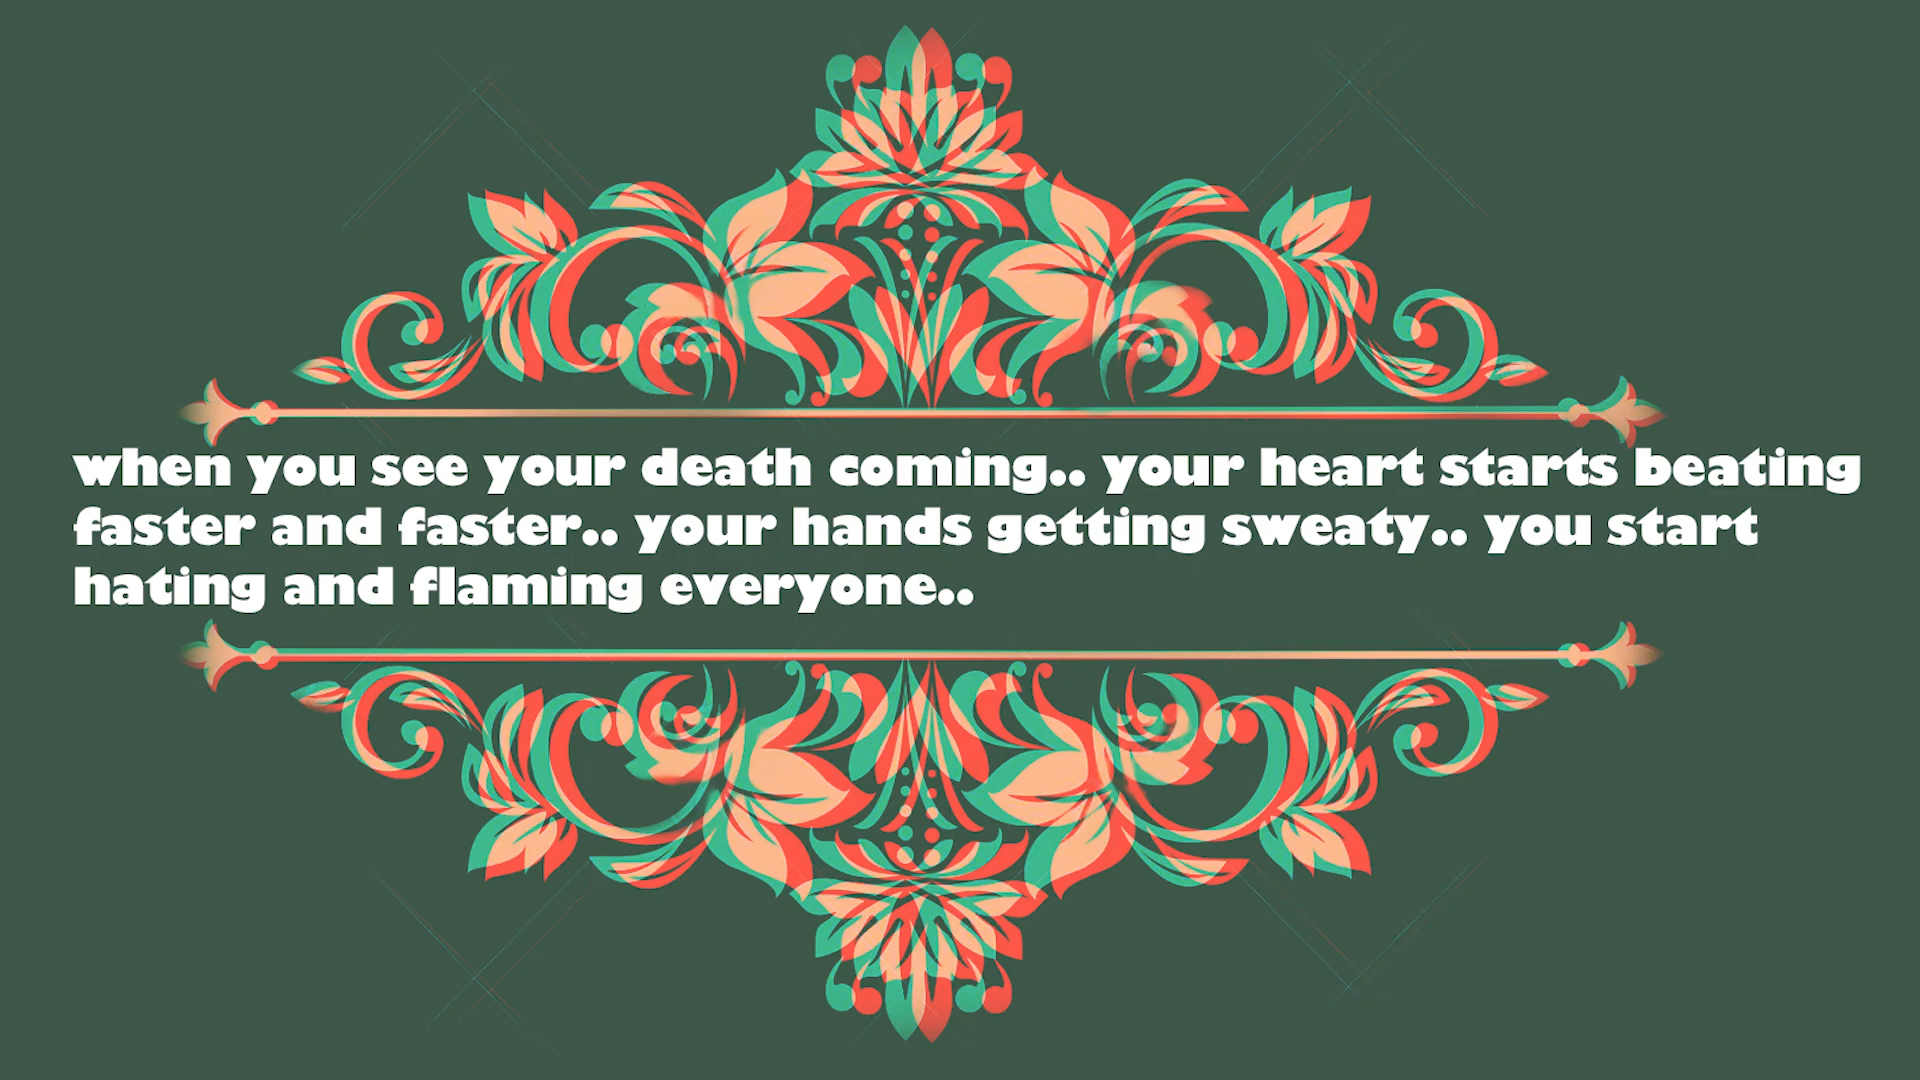 when you see your death coming.. your heart starts beating
faster and faster.. your hands getting sweaty.. you start
hating and flaming everyone..